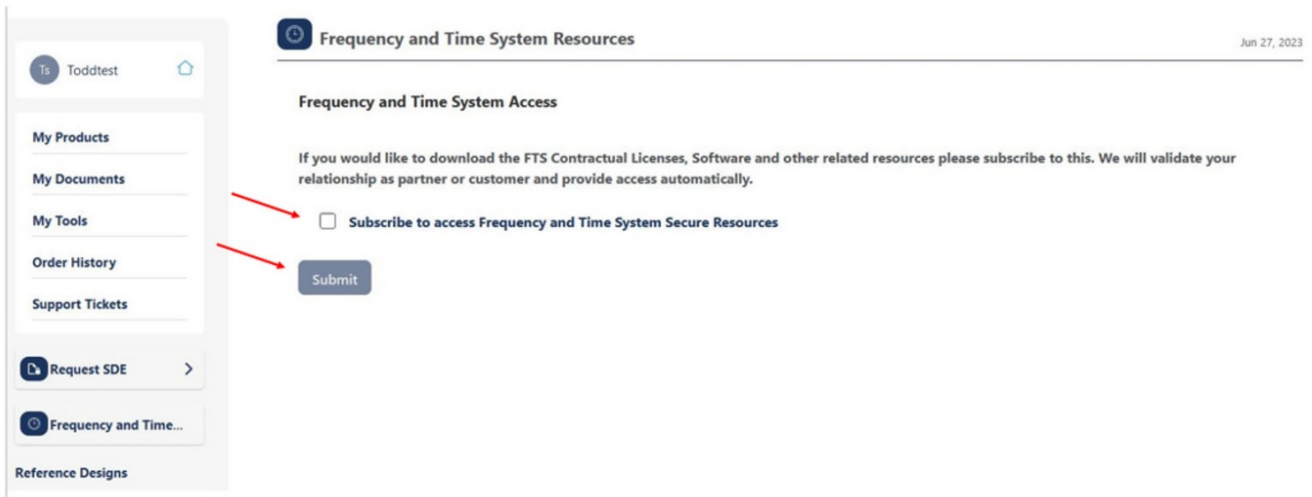 Ts Toddtest
My Products
My Documents
My Tools
Order History
Support Tickets
Request SDE
Frequency and Time...
Reference Designs
Frequency and Time System Resources
Jun 27, 2023
Frequency and Time System Access
If you would like to download the FTS Contractual Licenses, Software and other related resources please subscribe to this. We will validate your
relationship as partner or customer and provide access automatically.
Subscribe to access Frequency and Time System Secure Resources
Submit